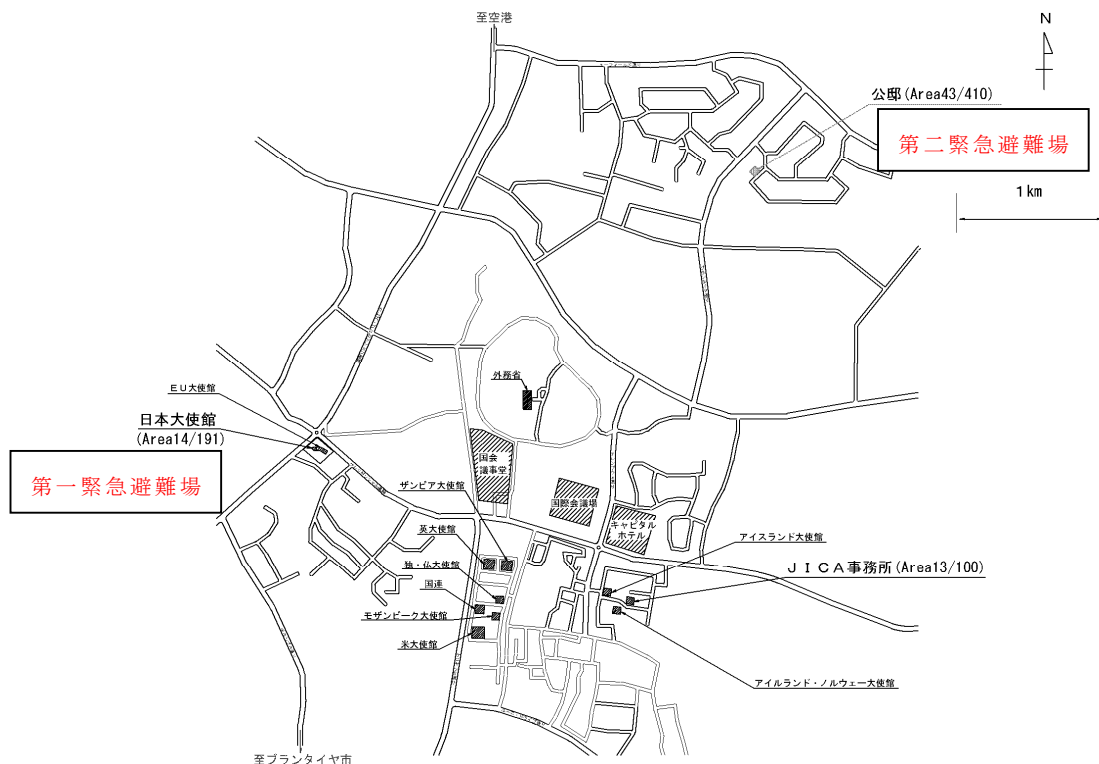 至空港
N
公邸(Area43/410)
第二緊急避難場
1km
外務省
EU大使館
日本大使館
(Area14/191)
第一緊急避難場
国会
議事堂
ザンビア大使館
国際会議場
キャピタル
ホテル
英大使館
アイスランド大使館
独・仏大使館
JICA事務所(Area13/100)
国連
モザンビーク大使館
米大使館
アイルランド・ノルウェー大使館
至ブランタイヤ市